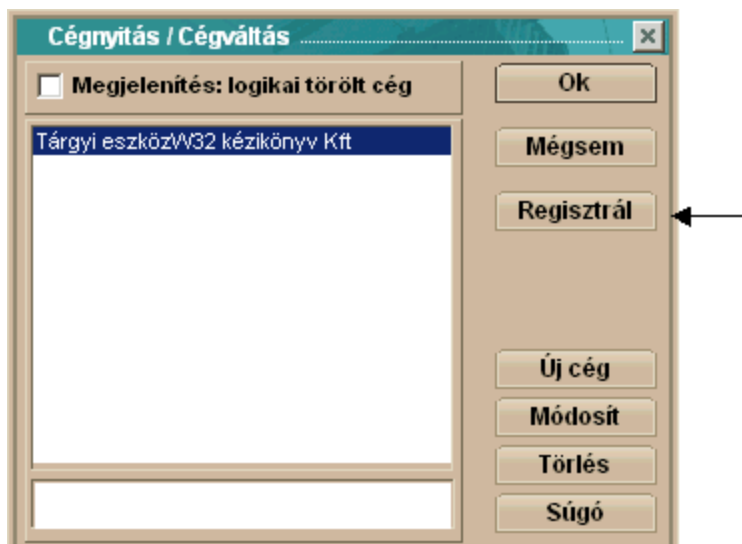 Cégnyitás / Cégváltás
Megjelenítés: logikai törölt cég
Tárgyi eszközW32 kézikönyv Kft
Ok
Mégsem
Regisztrál
Új cég
Módosít
Törlés
Súgó